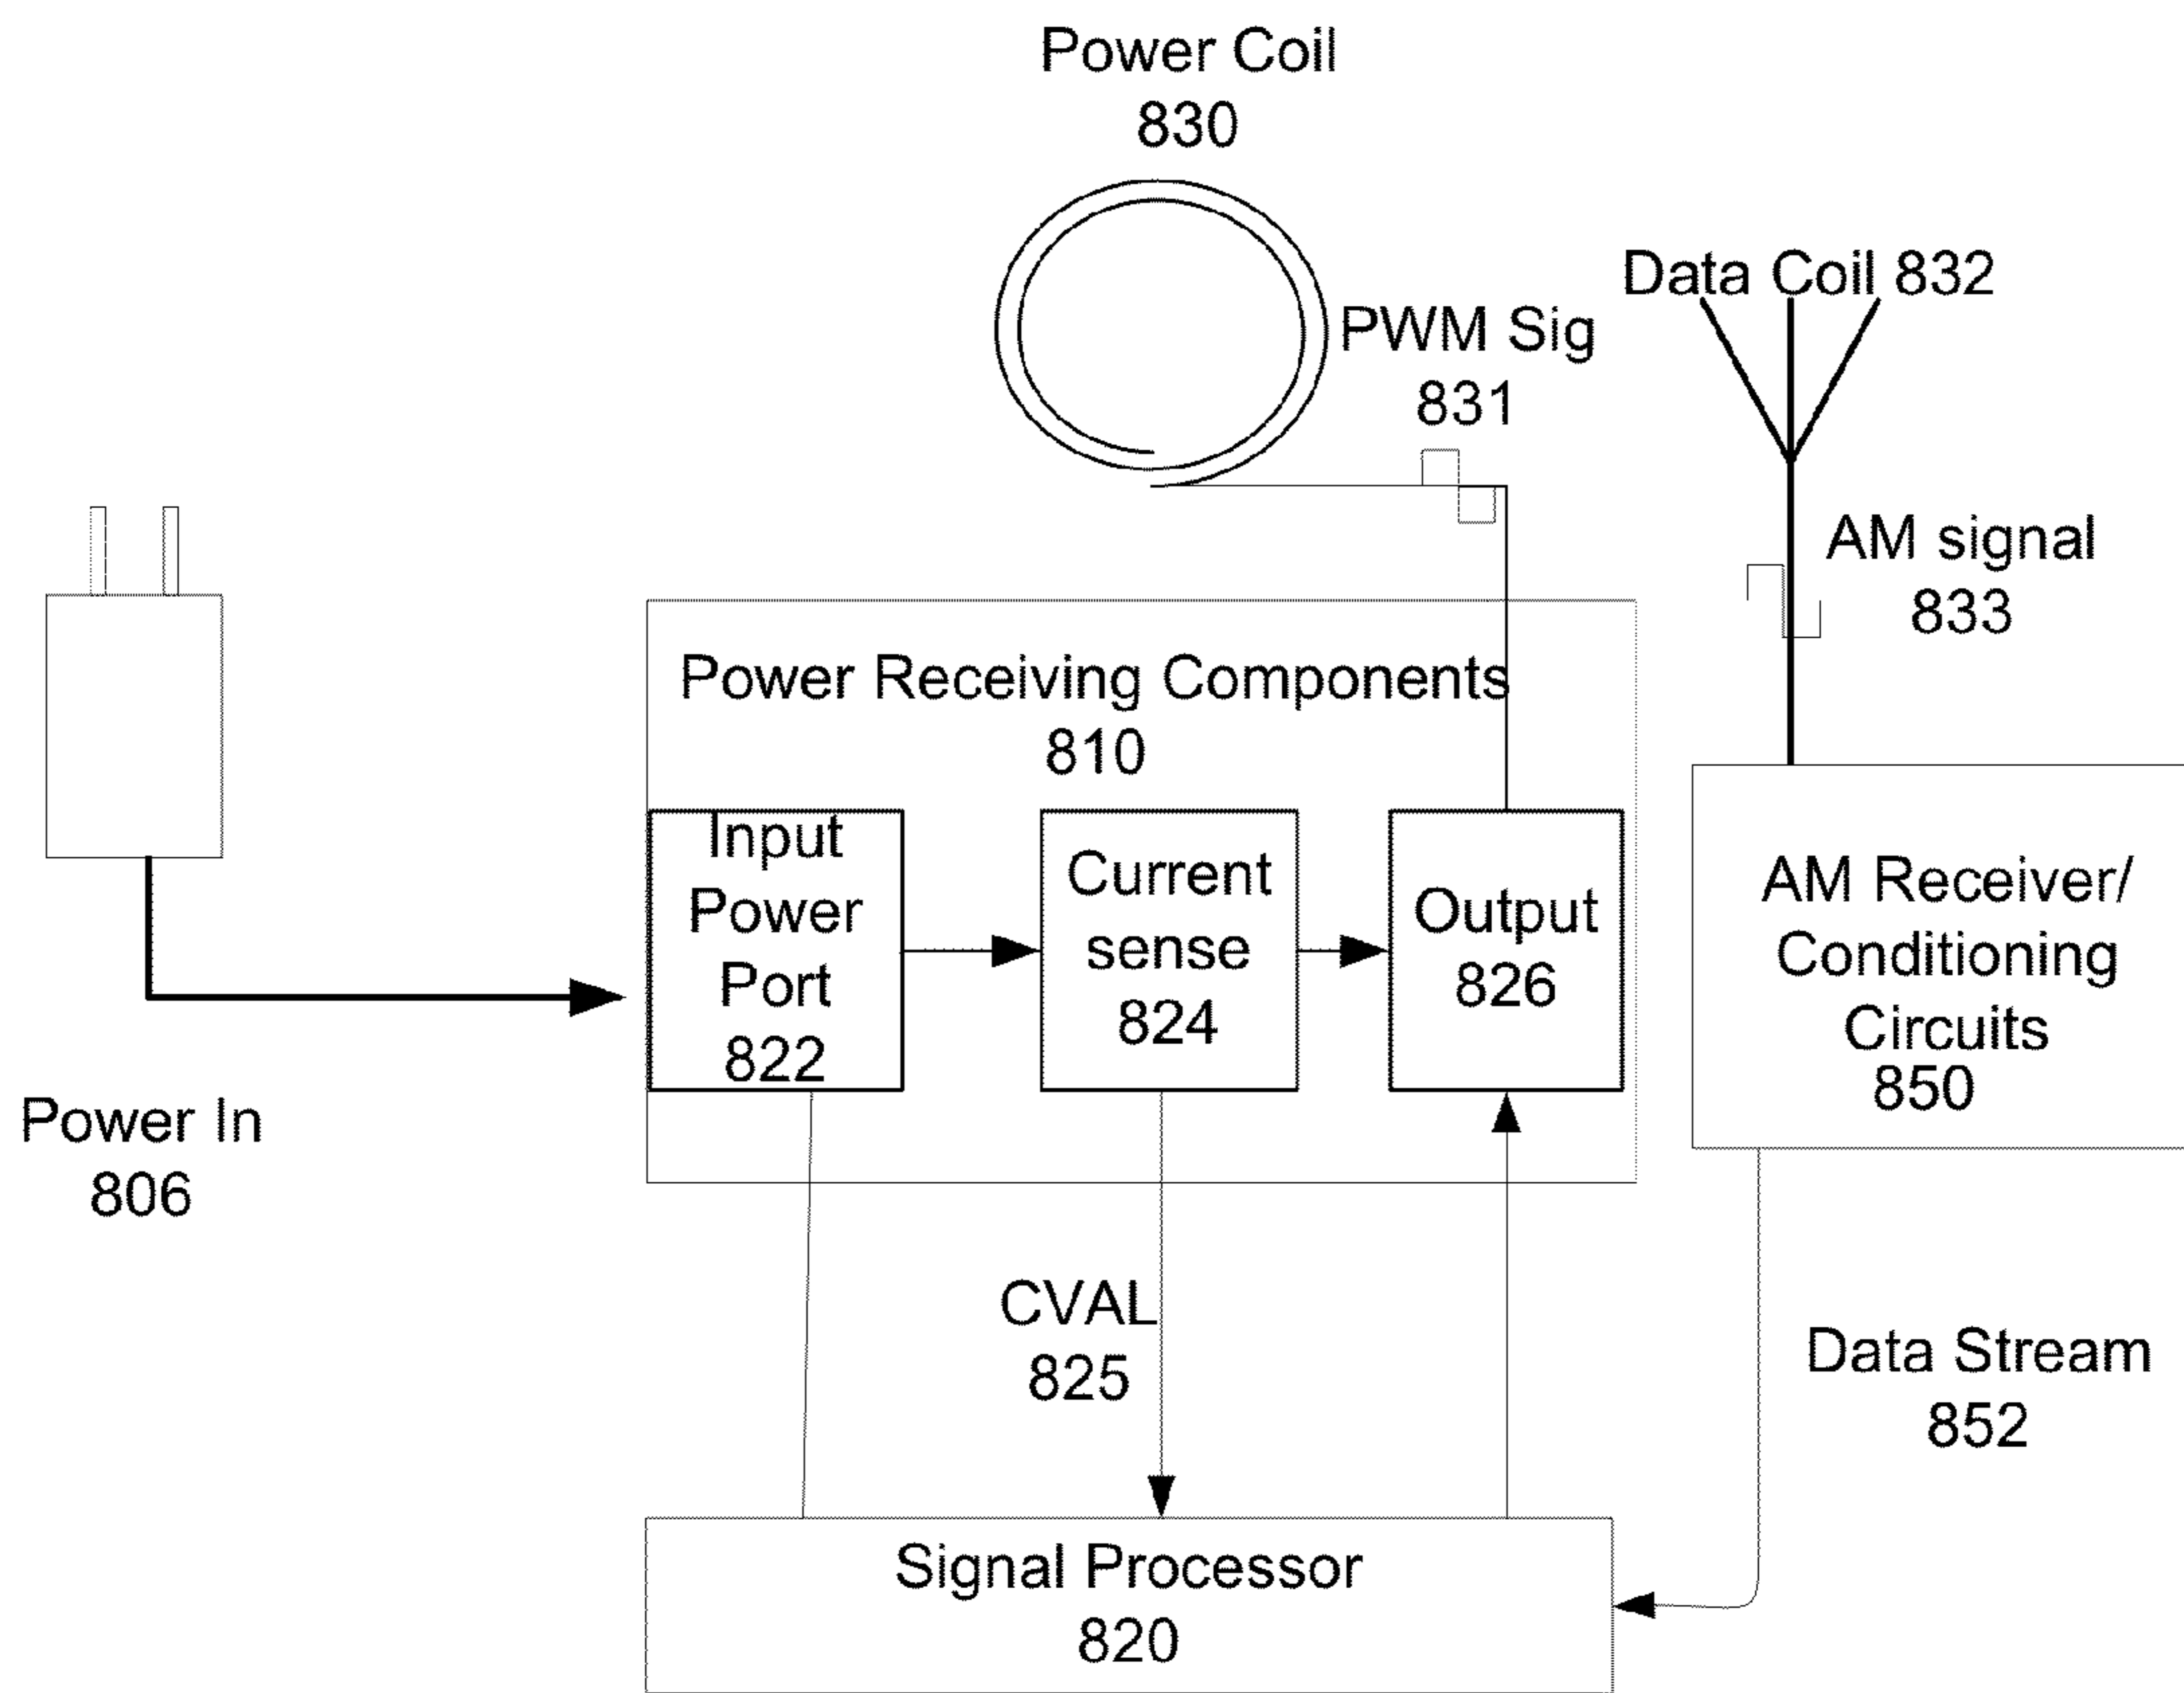 Power Coil
830
Data Coil 832
PWM Sig
831
AM signal
833
Power Receiving Components
810
Input
Power
Port
822
Current
sense
824
Output
826
AM Receiver/
Conditioning
Circuits
850
Power In
806
CVAL
825
Data Stream
852
Signal Processor
820